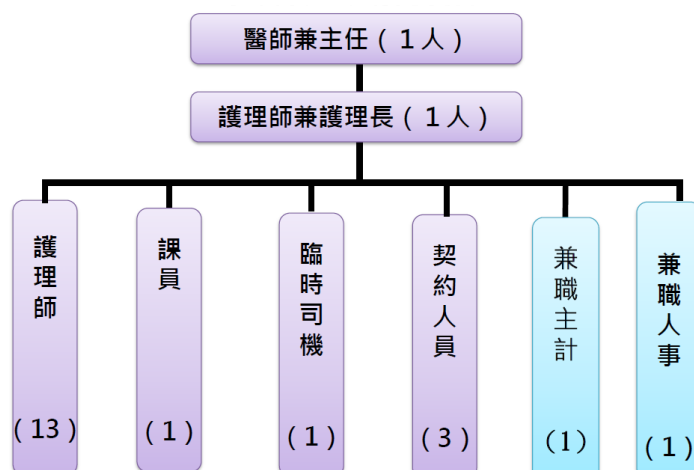 醫師兼主任(1人)
護理師兼護理長(1人)
護理師
(13)
課員
(1)
臨時司機
(1)
契約人員
(3)
兼職主計
(1)
兼職人事
(1)